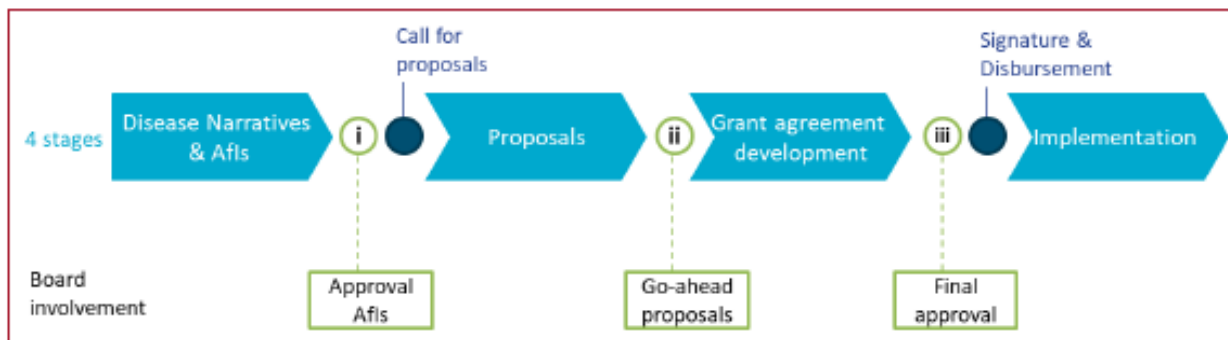 Call for
proposals
Signature &
Disbursement
4 stages
Disease Narratives
& AfIs
i
Proposals
ii
Grant agreement
development
iii
Implementation
Board
involvement
Approval
AfIs
Go-ahead
proposals
Final
approval